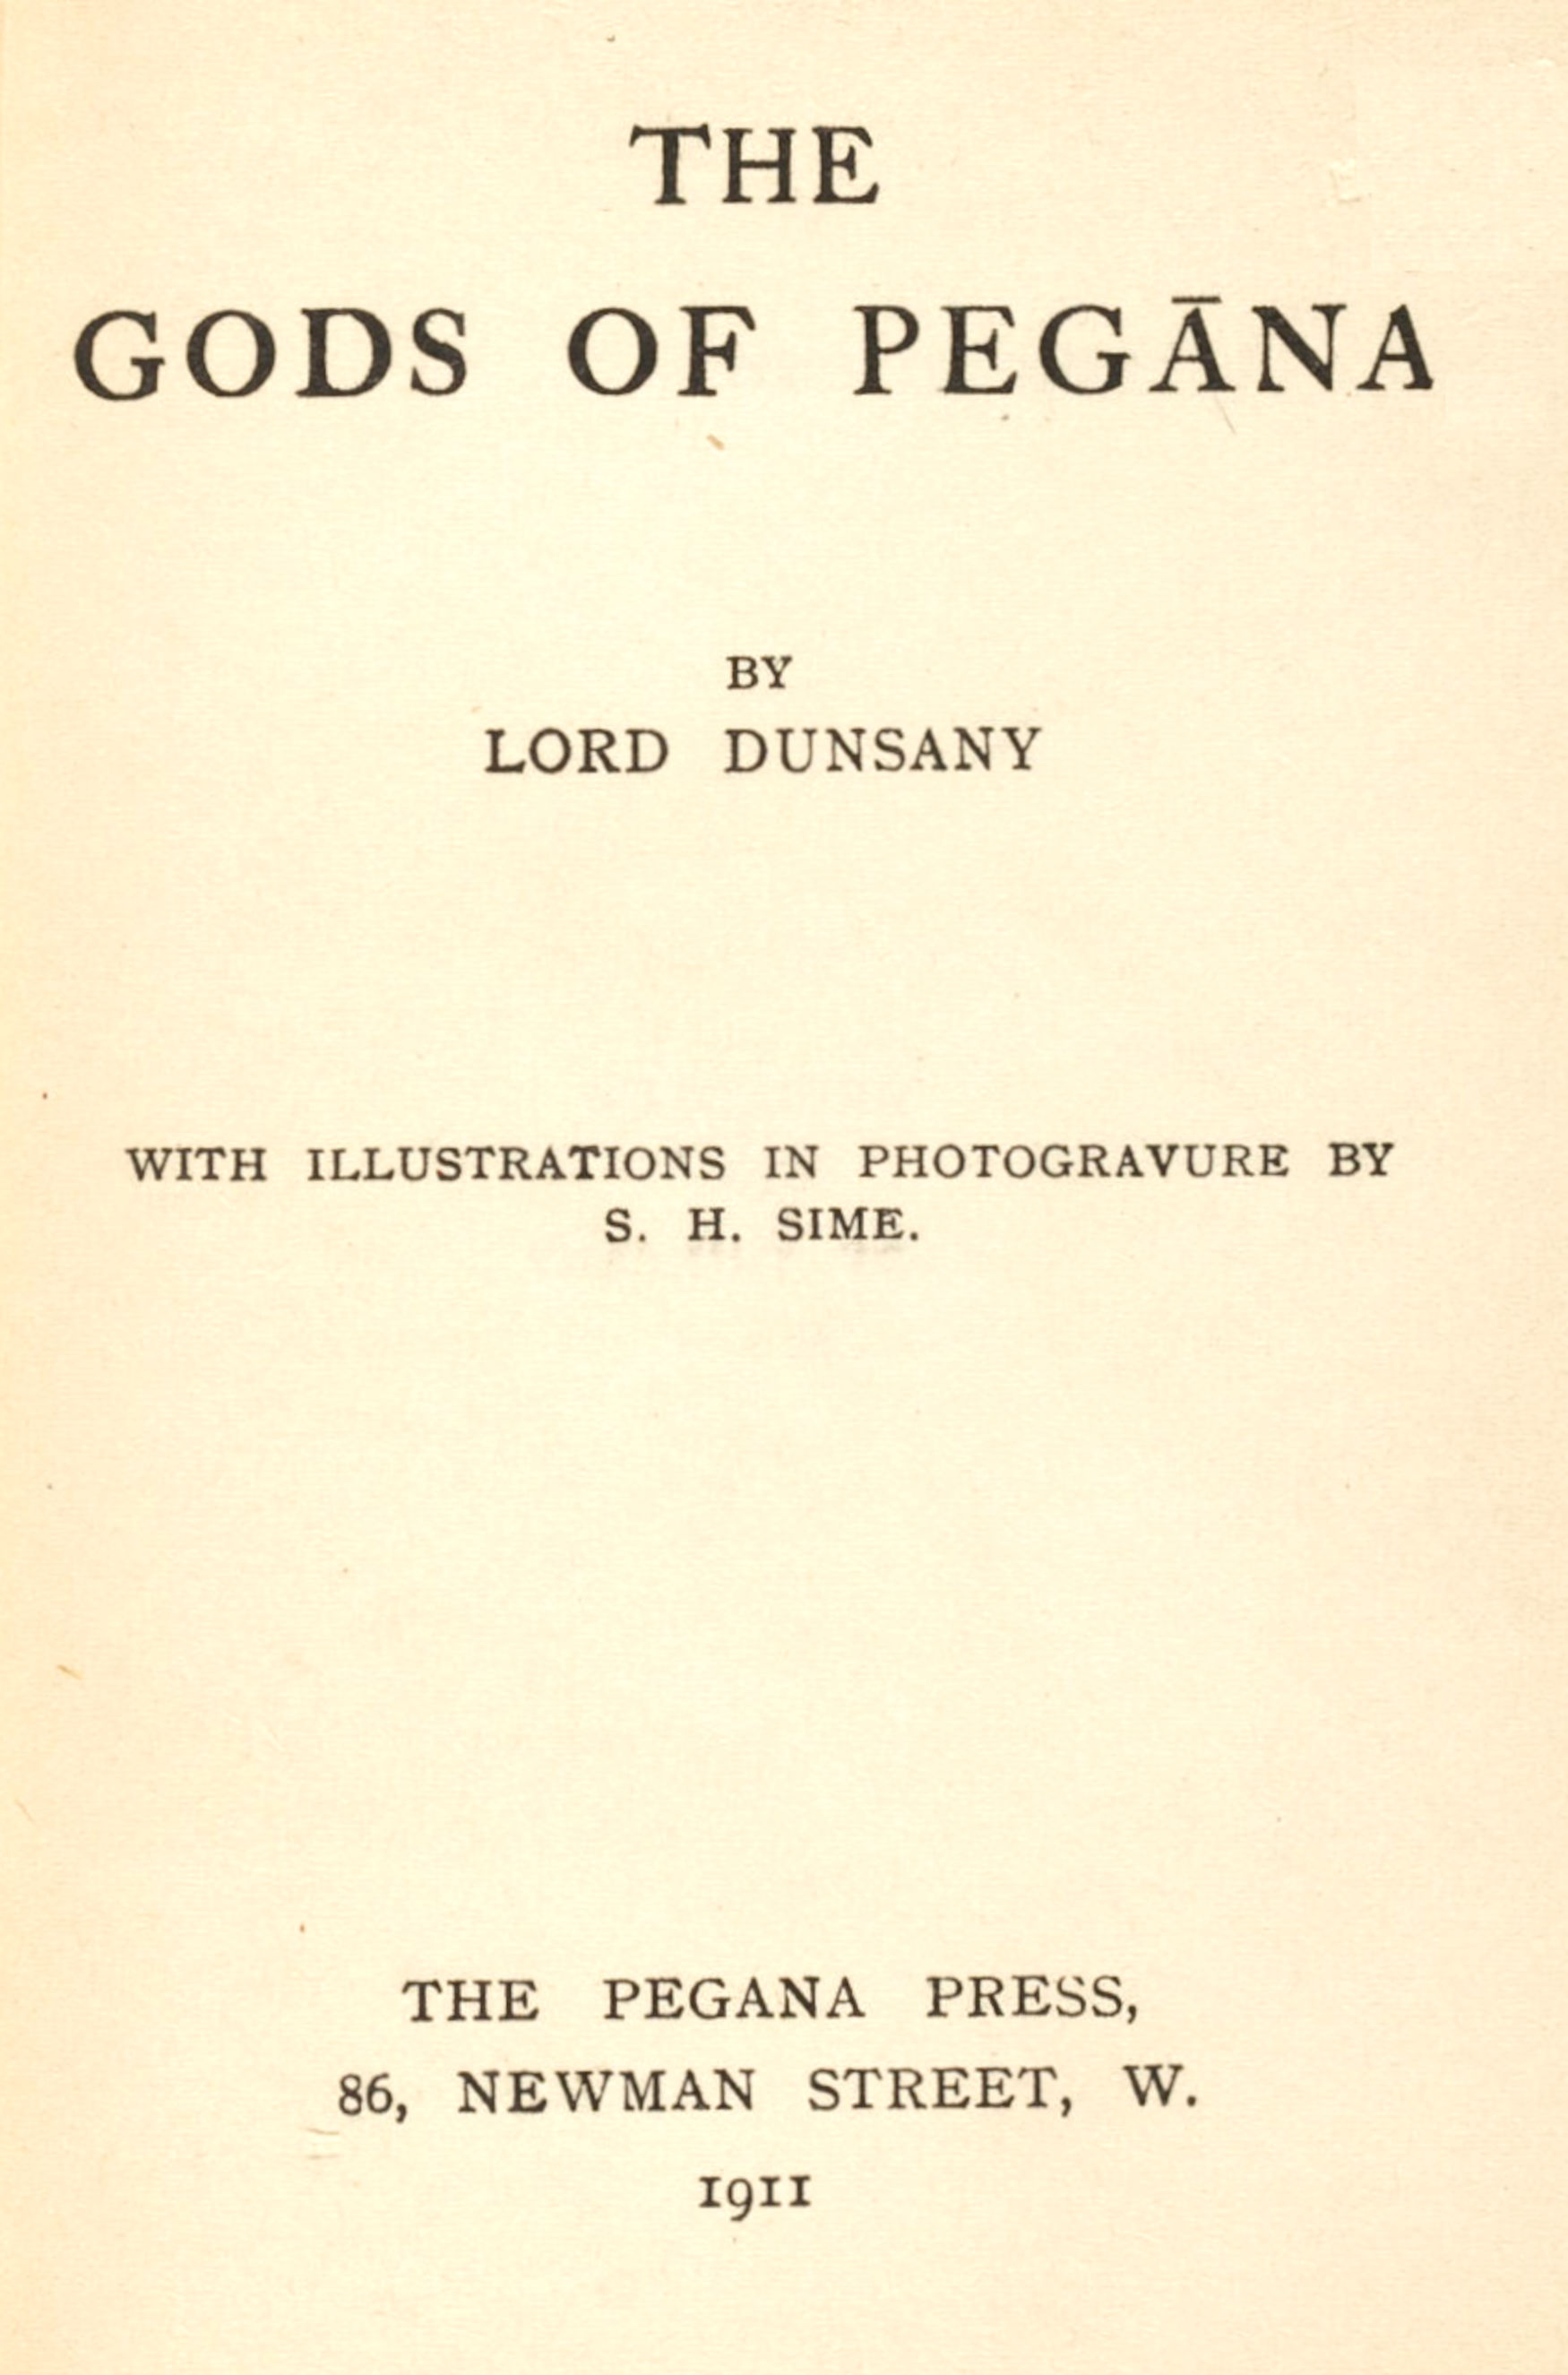 THE
GODS OF PEGĀNA
BY
LORD DUNSANY
WITH ILLUSTRATIONS IN PHOTOGRAVURE BY
S. H. SIME.
THE PEGANA PRESS,
86, NEWMAN STREET, W.
1911